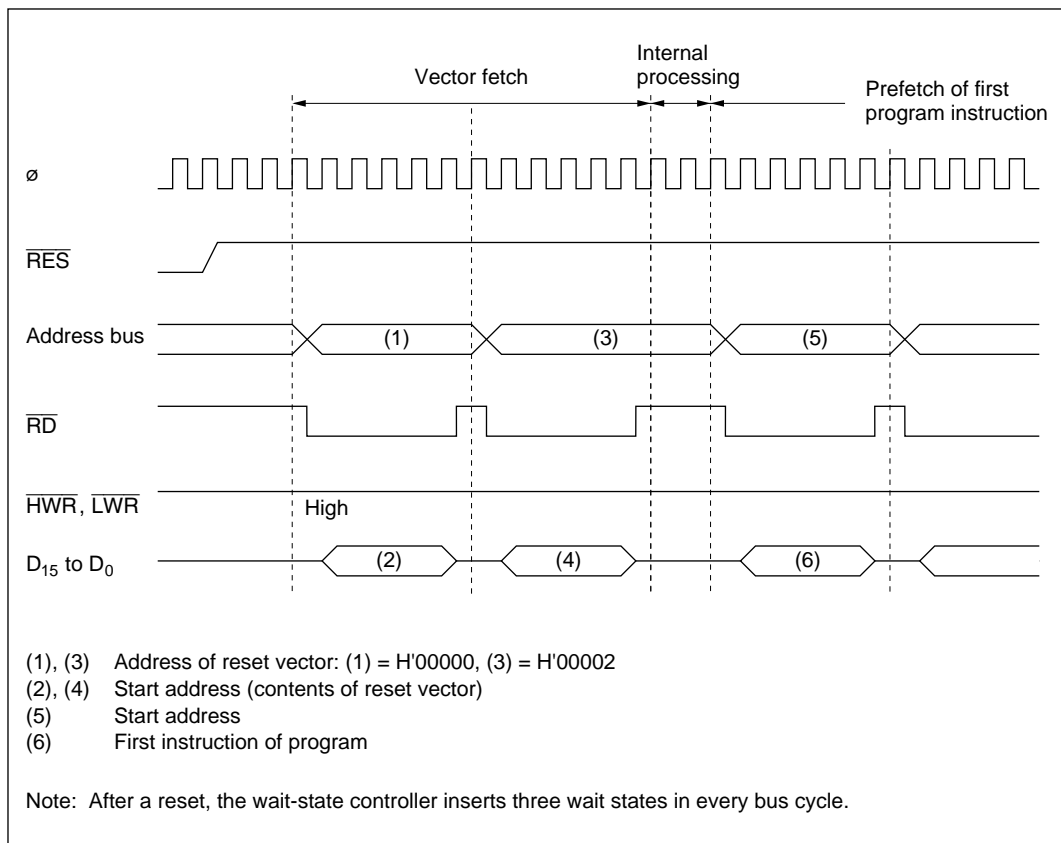 Internal
processing
Vector fetch
Prefetch of first
program instruction
ø
RES
Address bus
(1)
(3)
(5)
RD
HWR, LWR
High
D15 to D0
(2)
(4)
(6)
(1), (3) Address of reset vector: (1) = H'00000, (3) = H'00002
(2), (4) Start address (contents of reset vector)
(5) Start address
(6) First instruction of program
Note: After a reset, the wait-state controller inserts three wait states in every bus cycle.